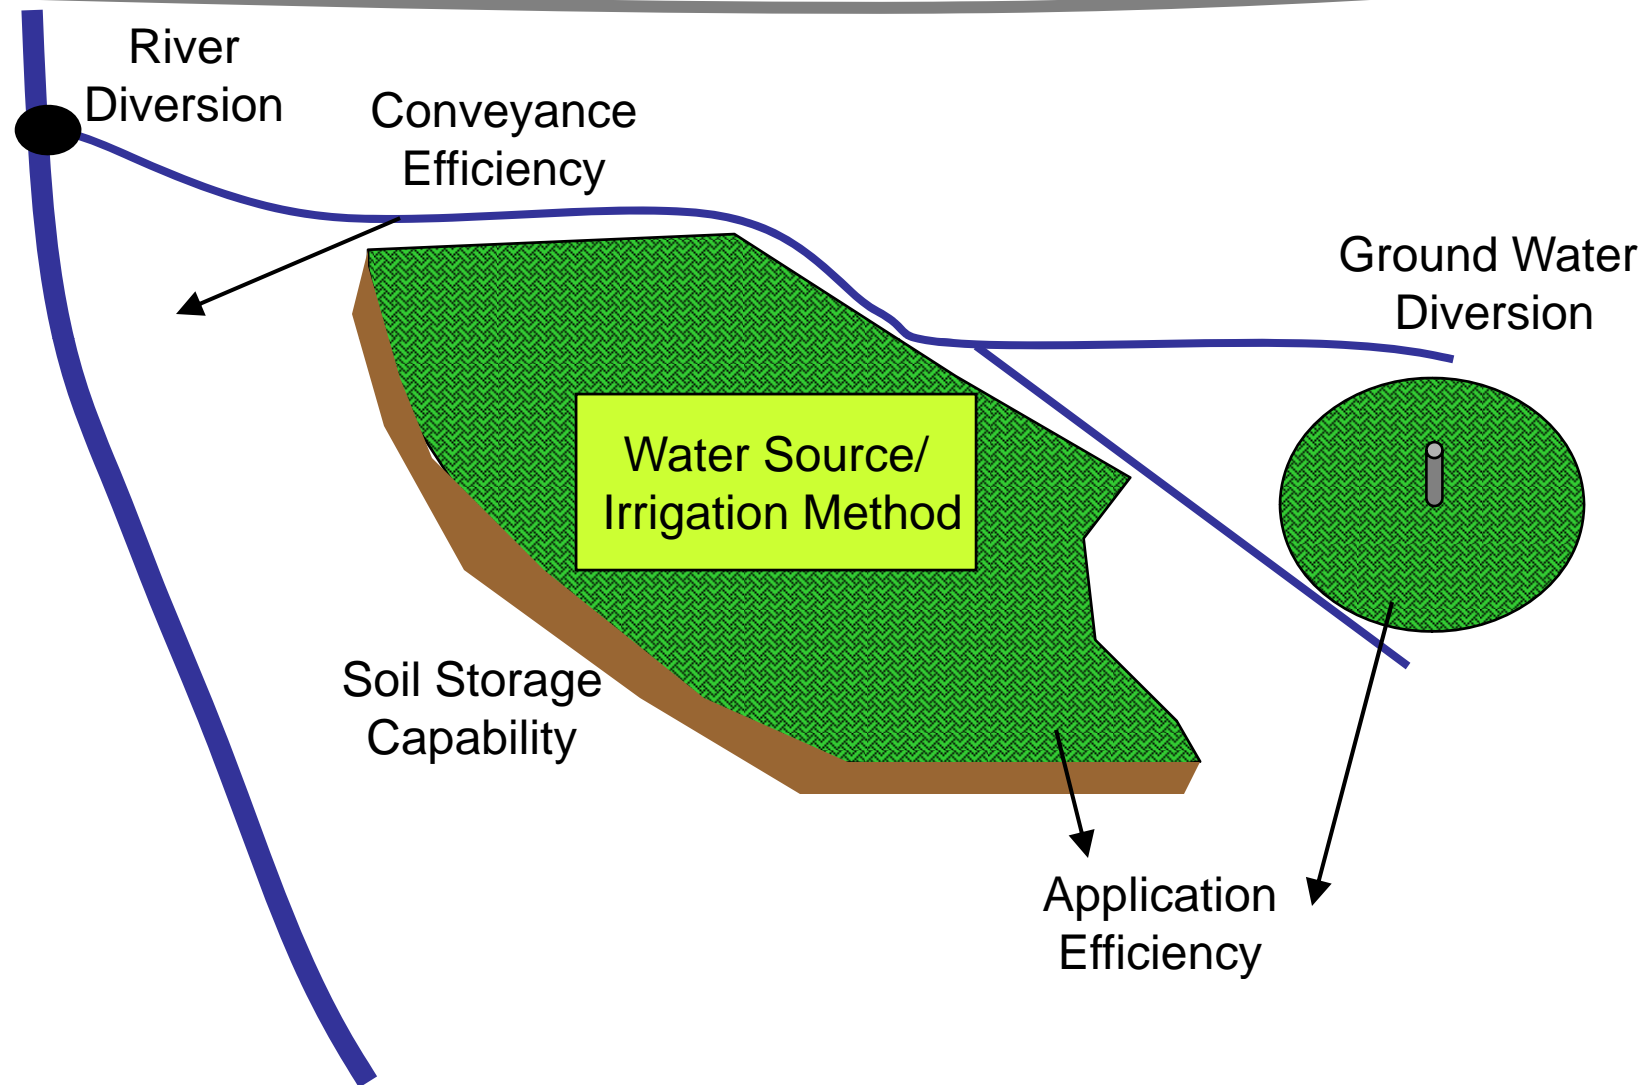 River
Diversion
Conveyance
Efficiency
Ground Water
Diversion
Water Source/
Irrigation Method
Soil Storage
Capability
Application
Efficiency